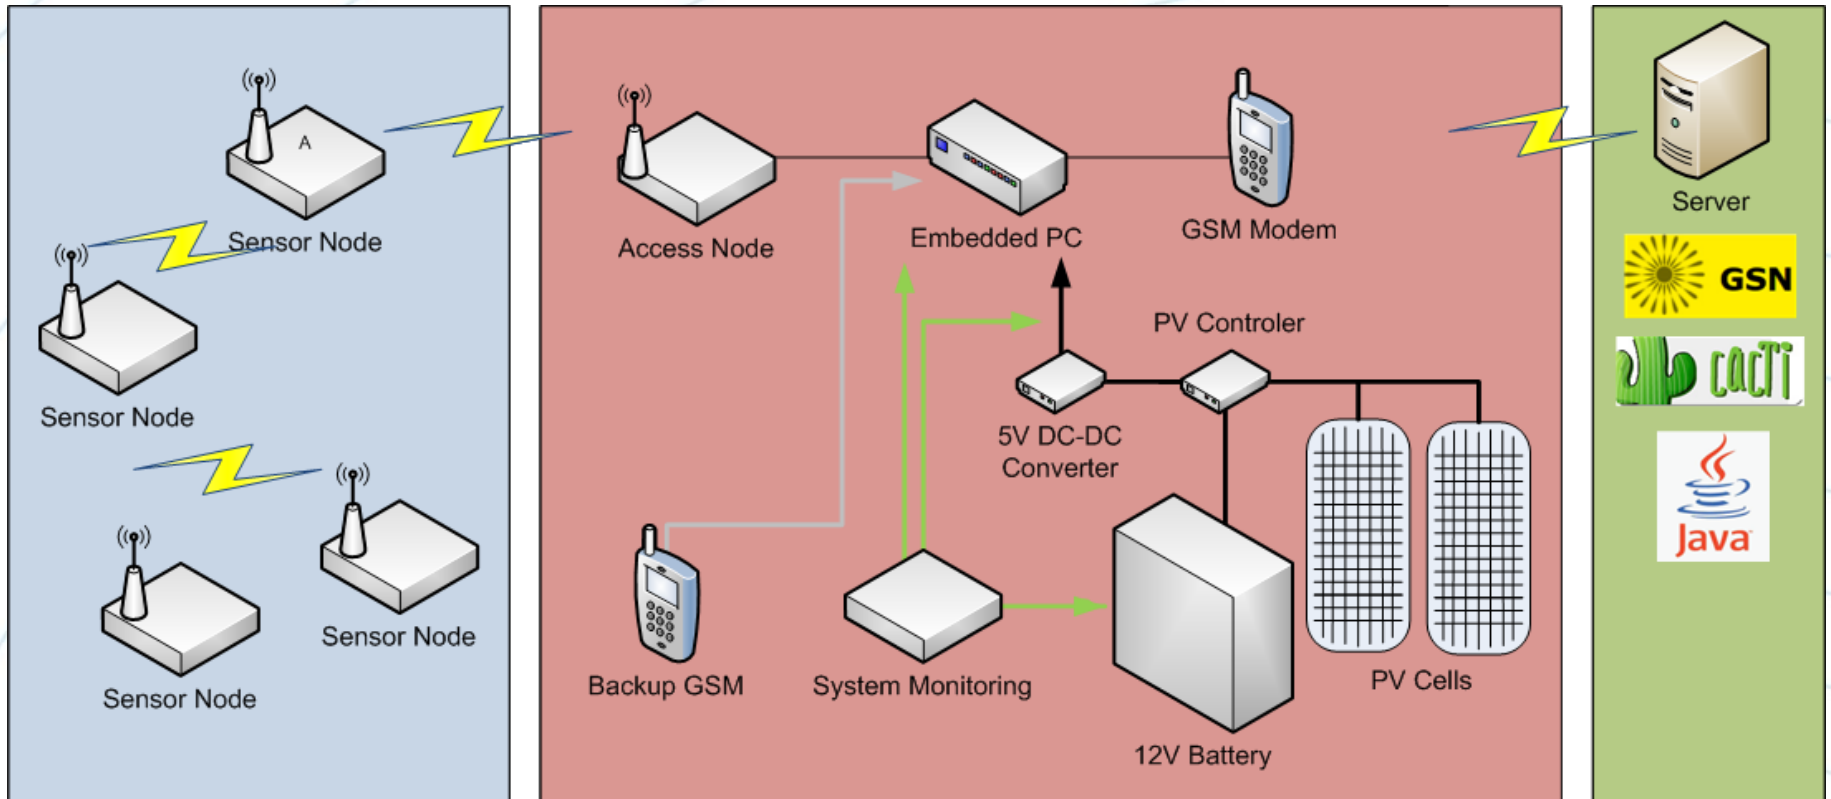 A
Sensor Node
Sensor Node
Sensor Node
Sensor Node
Access Node
Embedded PC
GSM Modem
PV Controler
5V DC-DC
Converter
Backup GSM
System Monitoring
12V Battery
PV Cells
Server
GSN
cacti
Java